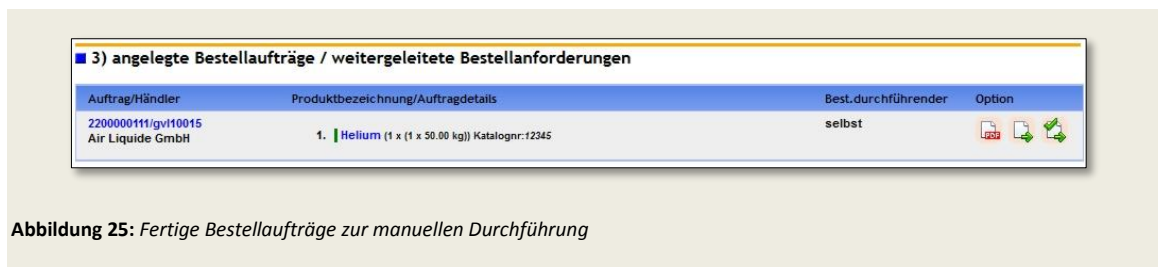 3) angelegte Bestellaufträge / weitergeleitete Bestellanforderungen
Auftrag/Händler Produktbezeichnung/Auftragdetails Best.durchführender Option
2200000111/gvl10015 1. Helium (1 x (1 x 50.00 kg)) Katalognr:12345 selbst
Air Liquide GmbH
PDF
Abbildung 25: Fertige Bestellaufträge zur manuellen Durchführung